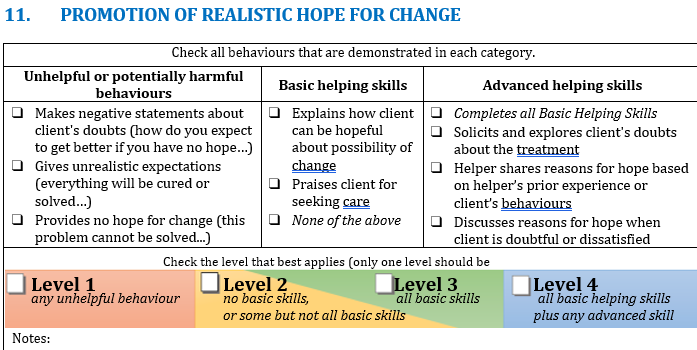 11. PROMOTION OF REALISTIC HOPE FOR CHANGE
Check all behaviours that are demonstrated in each category.
Unhelpful or potentially harmful
behaviours
Makes negative statements about
client's doubts (how do you expect
to get better if you have no hope...)
Gives unrealistic expectations
(everything will be cured or
solved...)
Provides no hope for change (this
problem cannot be solved...)
Basic helping skills
Explains how client
can be hopeful
about possibility of
change
Praises client for
seeking care
None of the above
Advanced helping skills
Completes all Basic Helping Skills
Solicits and explores client's doubts
about the treatment
Helper shares reasons for hope based
on helper's prior experience or
client's behaviours
Discusses reasons for hope when
client is doubtful or dissatisfied
Check the level that best applies (only one level should be
Level 1
any unhelpful behaviour
Level 2
no basic skills,
or some but not all basic skills
Level 3
all basic skills
Level 4
all basic helping skills
plus any advanced skill
Notes: